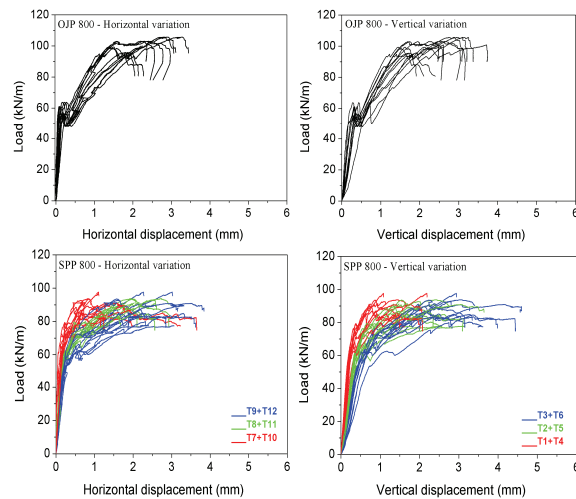 OJP 800 - Horizontal variation
120
100
80
60
40
20
0
Load (kN/m)
0 1 2 3 4 5 6
Horizontal displacement (mm)
OJP 800 - Vertical variation
120
100
80
60
40
20
0
Load (kN/m)
0 1 2 3 4 5 6
Vertical displacement (mm)
SPP 800 - Horizontal variation
120
100
80
60
40
20
0
Load (kN/m)
T9+T12
T8+T11
T7+T10
0 1 2 3 4 5 6
Horizontal displacement (mm)
SPP 800 - Vertical variation
120
100
80
60
40
20
0
Load (kN/m)
T3+T6
T2+T5
T1+T4
0 1 2 3 4 5 6
Vertical displacement (mm)